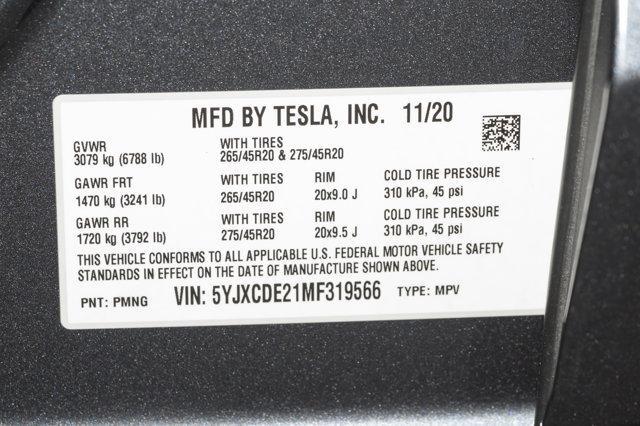 MFD BY TESLA, INC. 11/20
GVWR WITH TIRES
3079 kg (6788 lb) 265/45R20 & 275/45R20
GAWR FRT WITH TIRES RIM COLD TIRE PRESSURE
1470 kg (3241 lb) 265/45R20 20x9.0 J 310 kPa, 45 psi
GAWR RR WITH TIRES RIM COLD TIRE PRESSURE
1720 kg (3792 lb) 275/45R20 20x9.5 J 310 kPa, 45 psi
THIS VEHICLE CONFORMS TO ALL APPLICABLE U.S. FEDERAL MOTOR VEHICLE SAFETY
STANDARDS IN EFFECT ON THE DATE OF MANUFACTURE SHOWN ABOVE.
PNT: PMNG VIN: 5YJXCDE21MF319566 TYPE: MPV